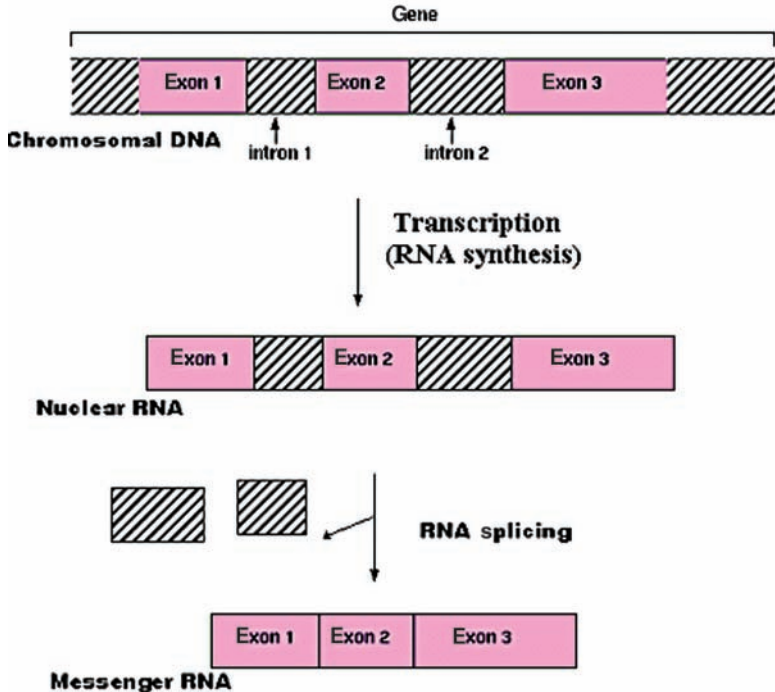 Gene
Exon 1
Exon 2
Exon 3
Chromosomal DNA
intron 1
intron 2
Transcription
(RNA synthesis)
Exon 1
Exon 2
Exon 3
Nuclear RNA
RNA splicing
Exon 1
Exon 2
Exon 3
Messenger RNA